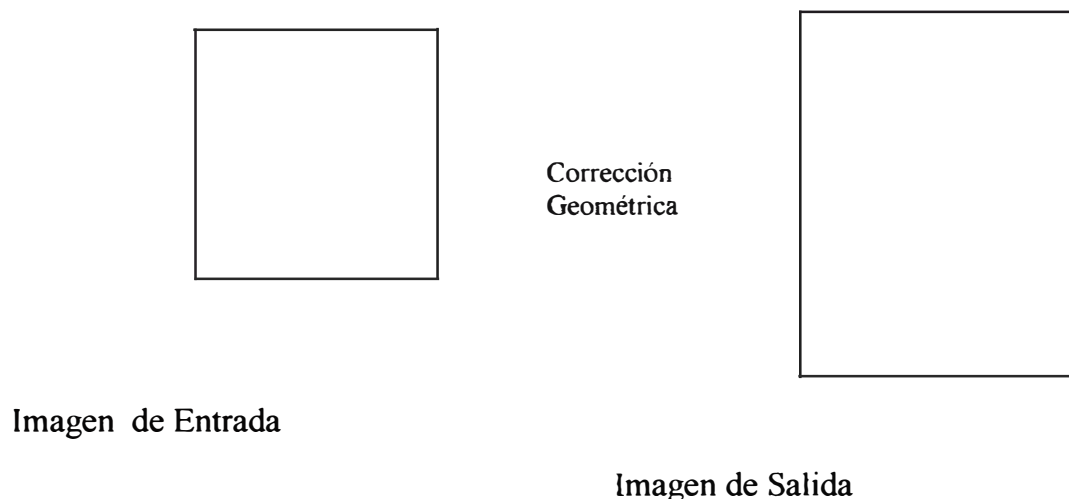 Corrección
Geométrica
Imagen de Entrada
Imagen de Salida